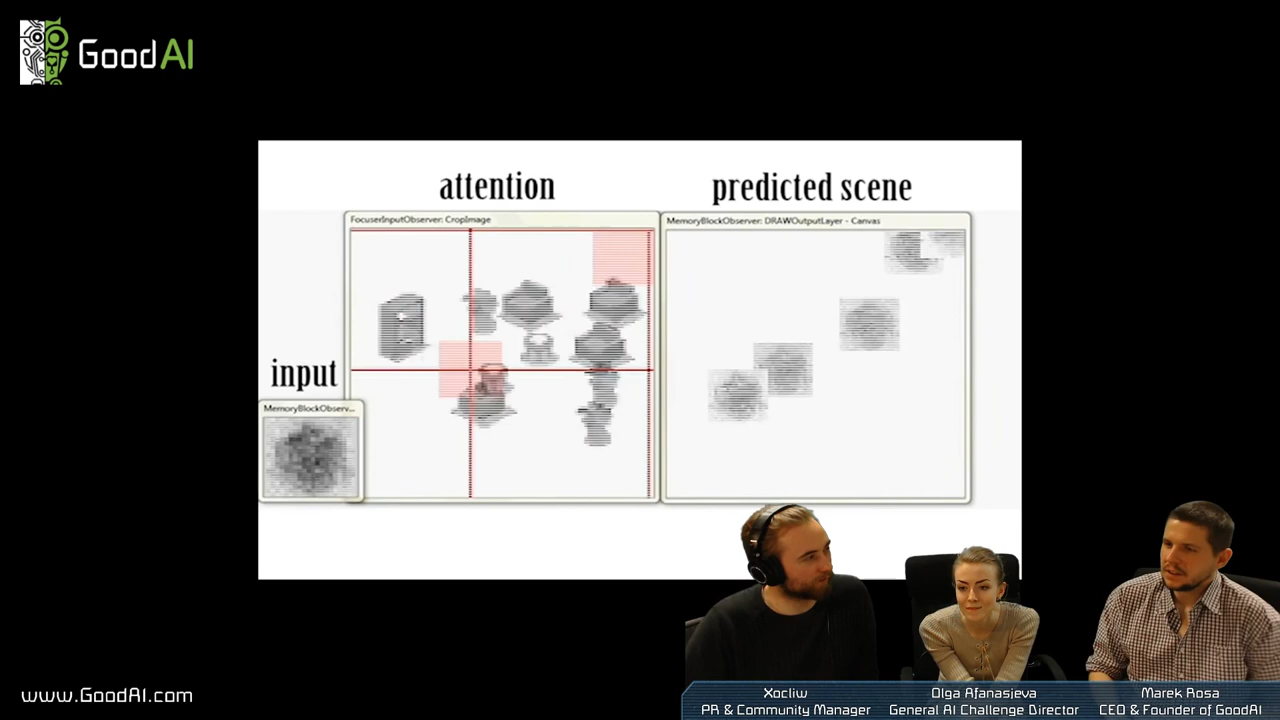 GoodAI
attention
predicted scene
FocuserInputObserver: CropImage
MemoryBlockObserver: DRAWOutputLayer - Canvas
input
MemoryBlockObserv...
www.GoodAI.com
Xocliw
PR & Community Manager
Olga Afanasjeva
General AI Challenge Director
Marek Rosa
CEO & Founder of GoodAI